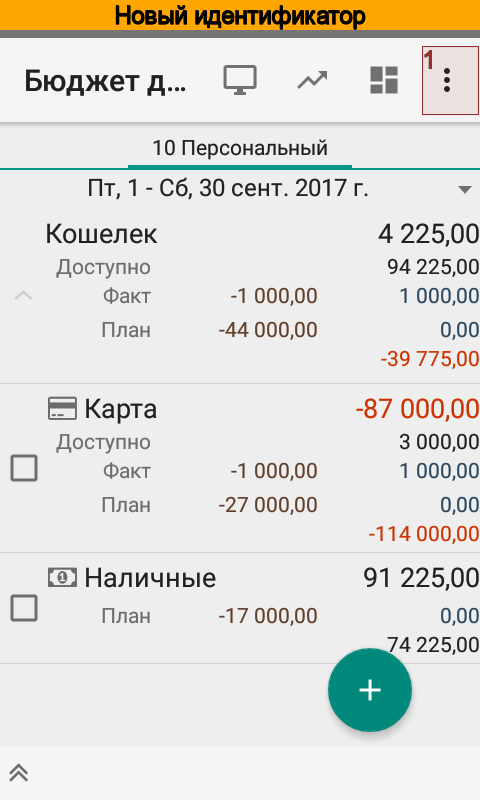 Новый идентификатор
Бюджет д...
1
10 Персональный
Пт, 1 - Сб, 30 сент. 2017 г.
Кошелек 4 225,00
Доступно 94 225,00
Факт -1 000,00 1 000,00
План -44 000,00 0,00
-39 775,00
Карта -87 000,00
Доступно 3 000,00
Факт -1 000,00 1 000,00
План -27 000,00 0,00
-114 000,00
Наличные 91 225,00
План -17 000,00 0,00
74 225,00